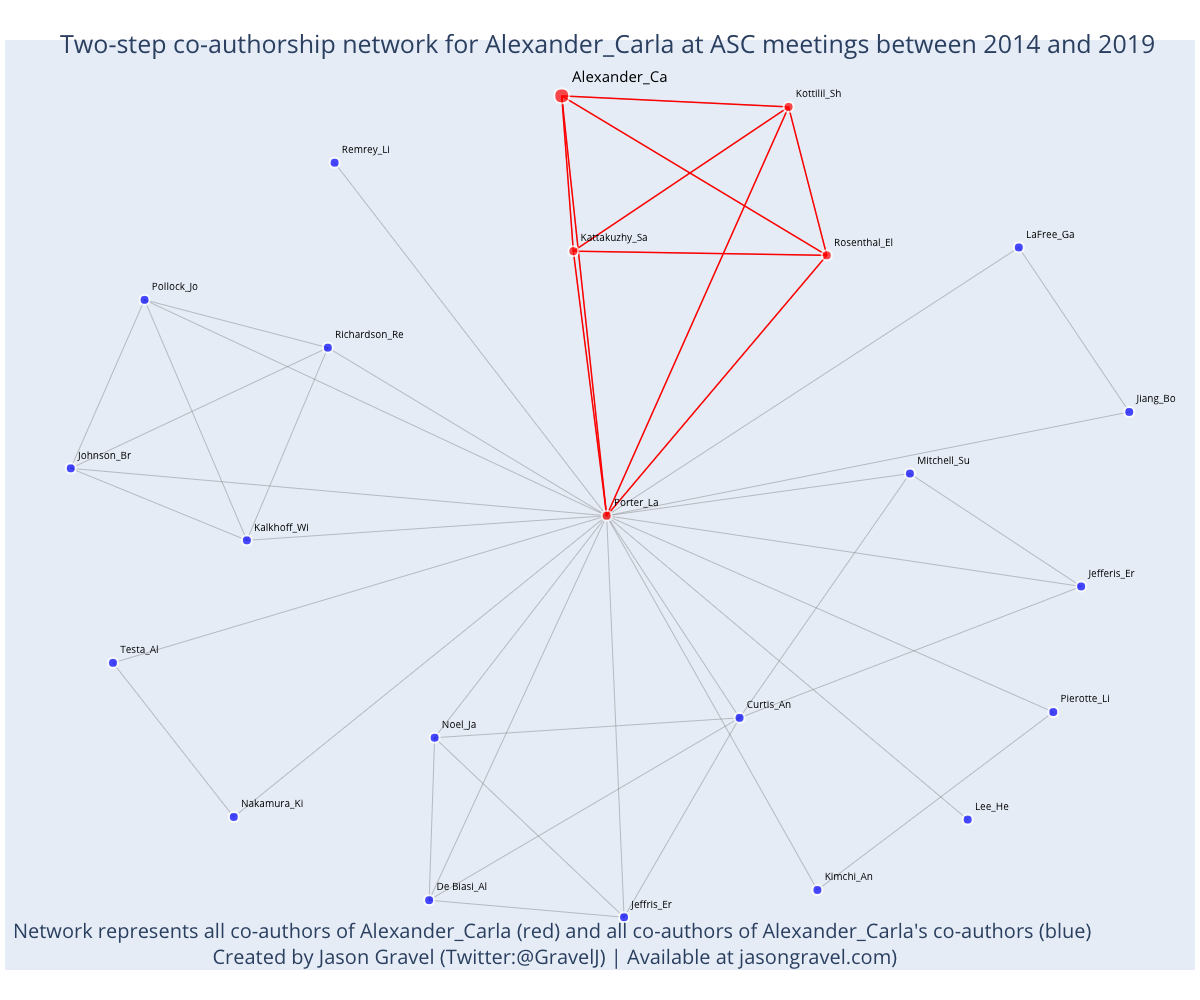 Two-step co-authorship network for Alexander_Carla at ASC meetings between 2014 and 2019
Alexander_Ca
Kottilil_Sh
Remrey_Li
Kattakuzhy_Sa
Rosenthal_El
LaFree_Ga
Pollock_Jo
Richardson_Re
Jiang_Bo
Johnson_Br
Mitchell_Su
Porter_La
Kalkhoff_Wi
Jefferis_Er
Testa_Al
Pierotte_Li
Curtis_An
Noel_Ja
Nakamura_Ki
Lee_He
Kimchi_An
De Biasi_Al
Jeffris_Er
Network represents all co-authors of Alexander_Carla (red) and all co-authors of Alexander_Carla's co-authors (blue)
Created by Jason Gravel (Twitter:@GravelJ) | Available at jasongravel.com)